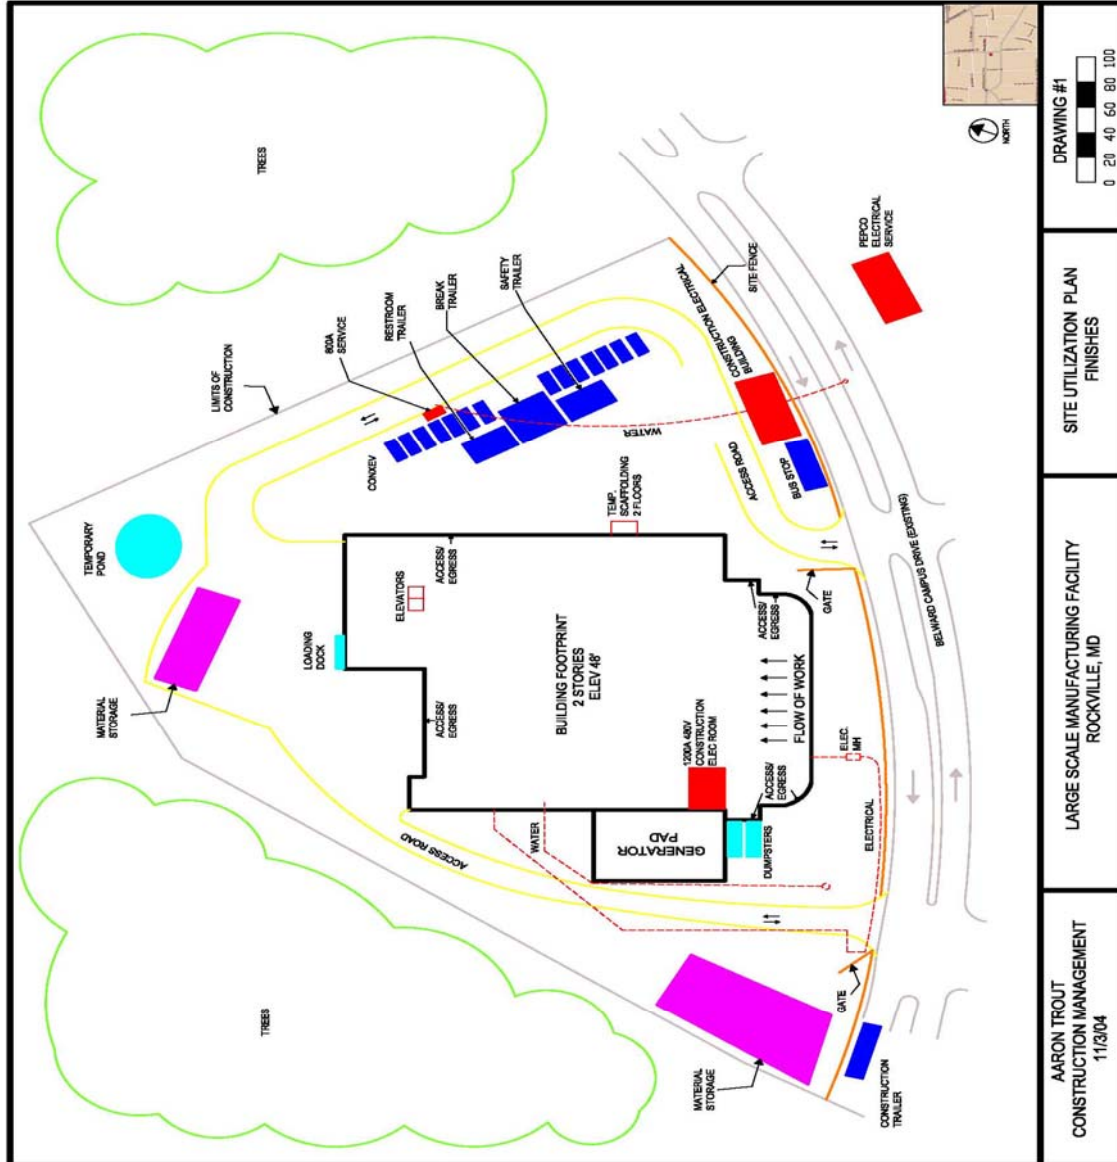 TREES
LIMITS OF
CONSTRUCTION
800A
SERVICE
RESTROOM
TRAILER
BREAK
TRAILER
SAFETY
TRAILER
CONSTRUCTION ELECTRICAL
BUILDING
SITE FENCE
PEPCO
ELECTRICAL
SERVICE
NORTH
CONXEV
WATER
ACCESS ROAD
BUS STOP
TEMPORARY
POND
TEMP.
SCAFFOLDING
2 FLOORS
ACCESS/
EGRESS
ELEVATORS
LOADING
DOCK
MATERIAL
STORAGE
ACCESS/
EGRESS
BUILDING FOOTPRINT
2 STORIES
ELEV 48'
ACCESS/
EGRESS
GATE
BELWARD CAMPUS DRIVE (EXISTING)
FLOW OF WORK
1200A 480V
CONSTRUCTION
ELEC ROOM
ELEC.
MH
ACCESS/
EGRESS
ELECTRICAL
GENERATOR
PAD
DUMPSTERS
WATER
ACCESS ROAD
TREES
GATE
MATERIAL
STORAGE
CONSTRUCTION
TRAILER
AARON TROUT
CONSTRUCTION MANAGEMENT
11/3/04
LARGE SCALE MANUFACTURING FACILITY
ROCKVILLE, MD
SITE UTILIZATION PLAN
FINISHES
DRAWING #1
0 20 40 60 80 100